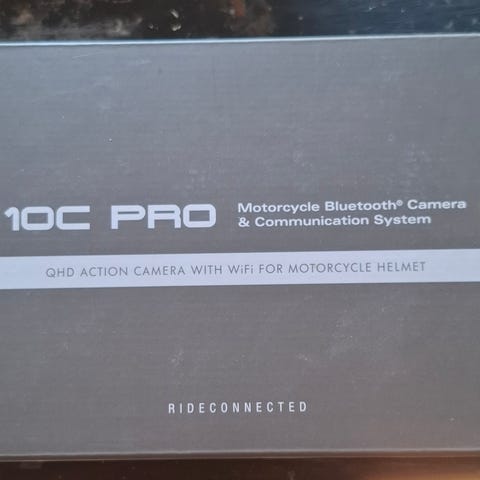 10C PRO
Motorcycle Bluetooth® Camera
& Communication System
QHD ACTION CAMERA WITH WiFi FOR MOTORCYCLE HELMET
RIDECONNECTED